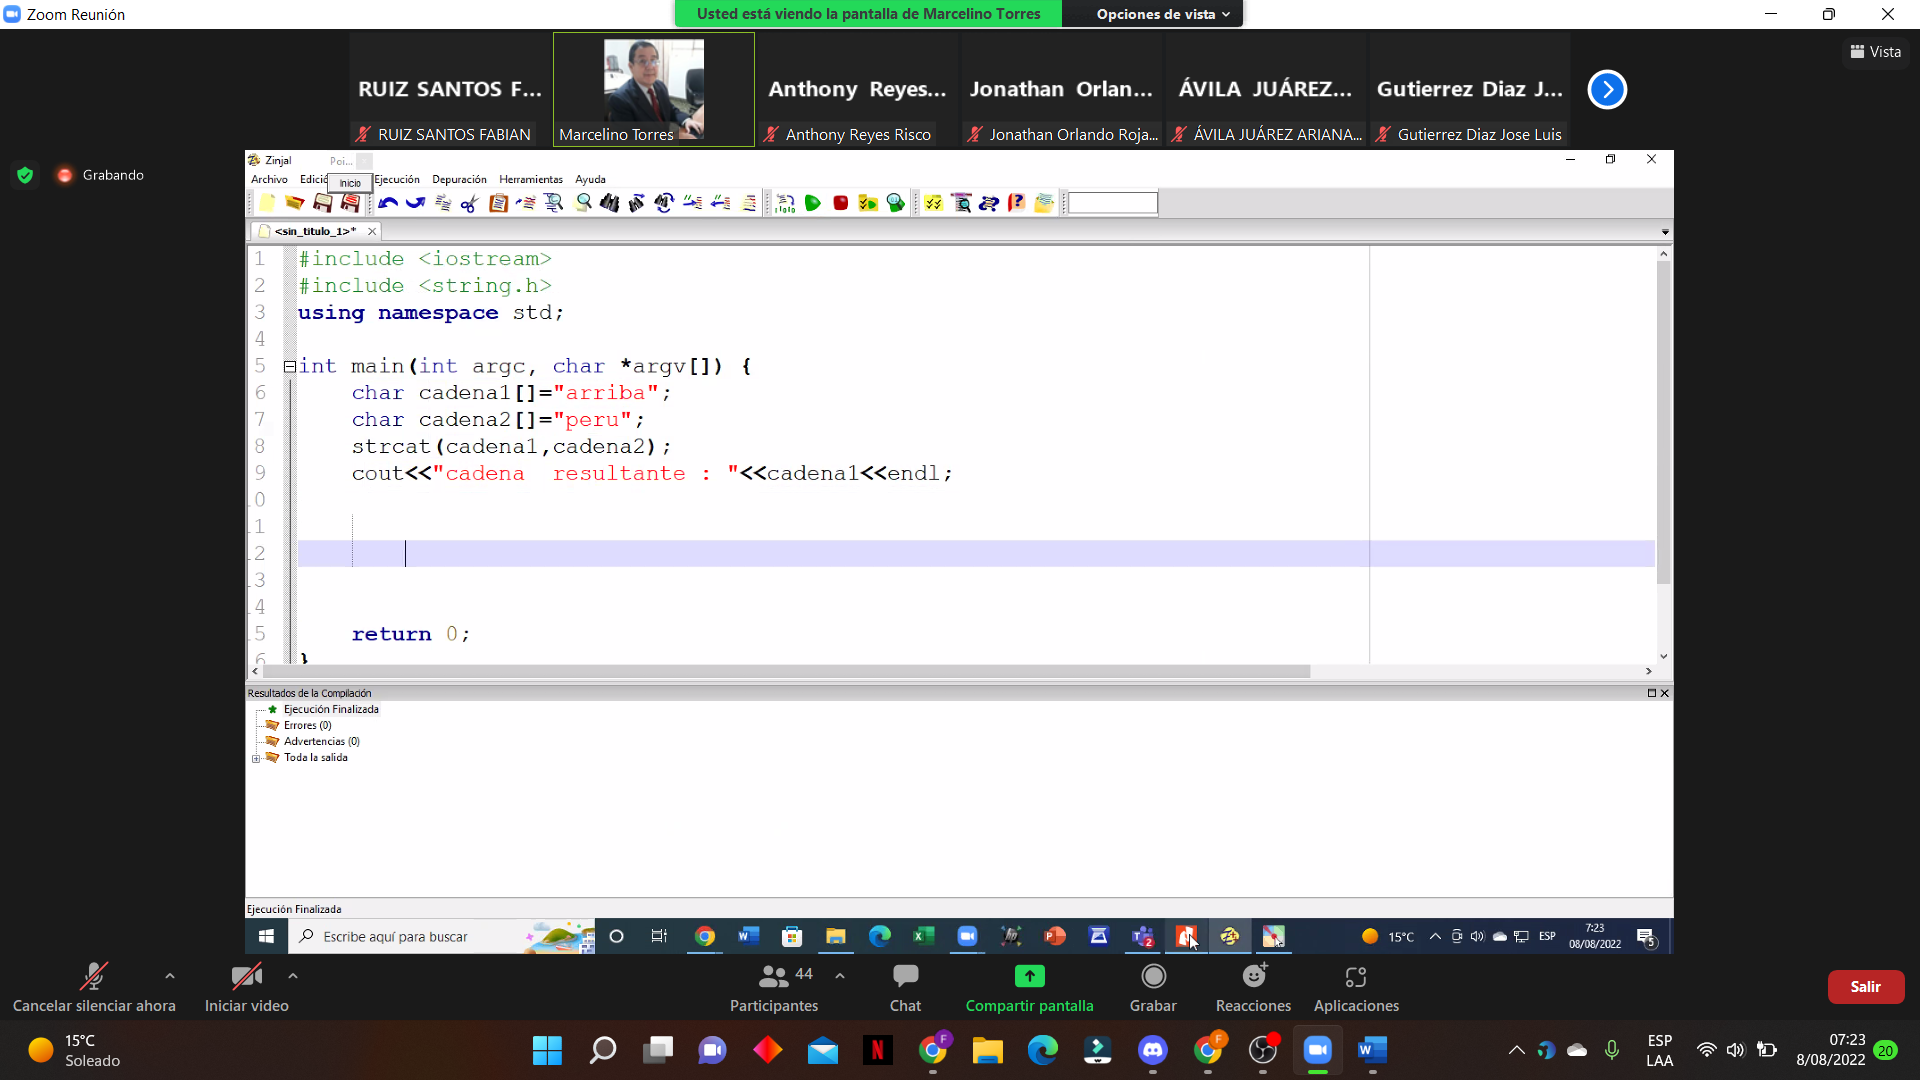 Zoom Reunión
Usted está viendo la pantalla de Marcelino Torres
Opciones de vista
Vista
RUIZ SANTOS F...
Anthony Reyes...
Jonathan Orlan...
ÁVILA JUÁREZ...
Gutierrez Diaz J...
RUIZ SANTOS FABIAN
Marcelino Torres
Anthony Reyes Risco
Jonathan Orlando Roja...
ÁVILA JUÁREZ ARIANA...
Gutierrez Diaz Jose Luis
Grabando
Zinjal
Poi...
Archivo Edició Inicio Ejecución Depuración Herramientas Ayuda
<sin_titulo_1>*
1 #include <iostream>
2 #include <string.h>
3 using namespace std;
4
5 int main(int argc, char *argv[]) {
6 char cadena1[]="arriba";
7 char cadena2[]="peru";
8 strcat(cadena1,cadena2);
9 cout<<"cadena  resultante : "<<cadena1<<endl;
0
1
2
3
4
5 return 0;
6 }
Resultados de la Compilación
Ejecución Finalizada
Errores (0)
Advertencias (0)
Toda la salida
Ejecución Finalizada
Escribe aquí para buscar
15°C
ESP
7:23
08/08/2022
5
Cancelar silenciar ahora
Iniciar video
44
Participantes
Chat
Compartir pantalla
Grabar
Reacciones
Aplicaciones
Salir
15°C
Soleado
ESP
LAA
07:23
8/08/2022
20